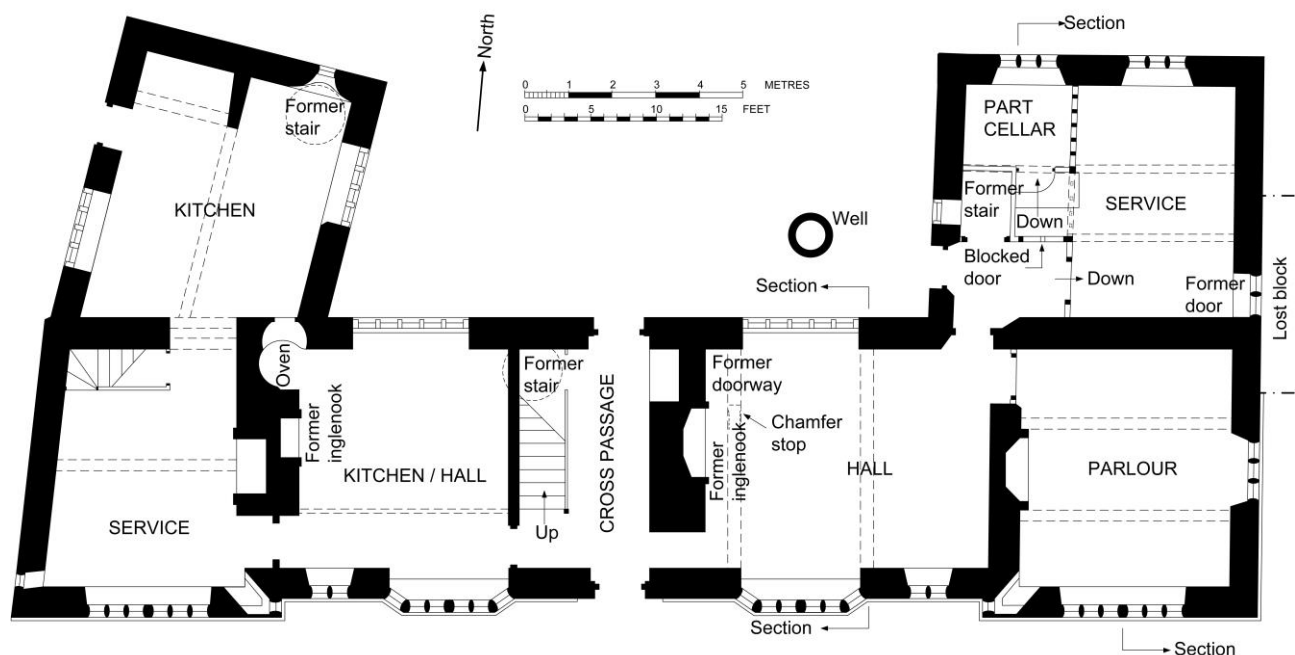 Section
North
0 1 2 3 4 5 METRES
0 5 10 15 FEET
Former
stair
PART
CELLAR
KITCHEN
Former
stair
SERVICE
Well
Down
Blocked
door
Down
Former
door
Lost block
Section
Oven
Former
inglenook
Former
stair
CROSS PASSAGE
Former
doorway
Chamfer
stop
Former
inglenook
KITCHEN / HALL
HALL
PARLOUR
SERVICE
Up
Section
Section